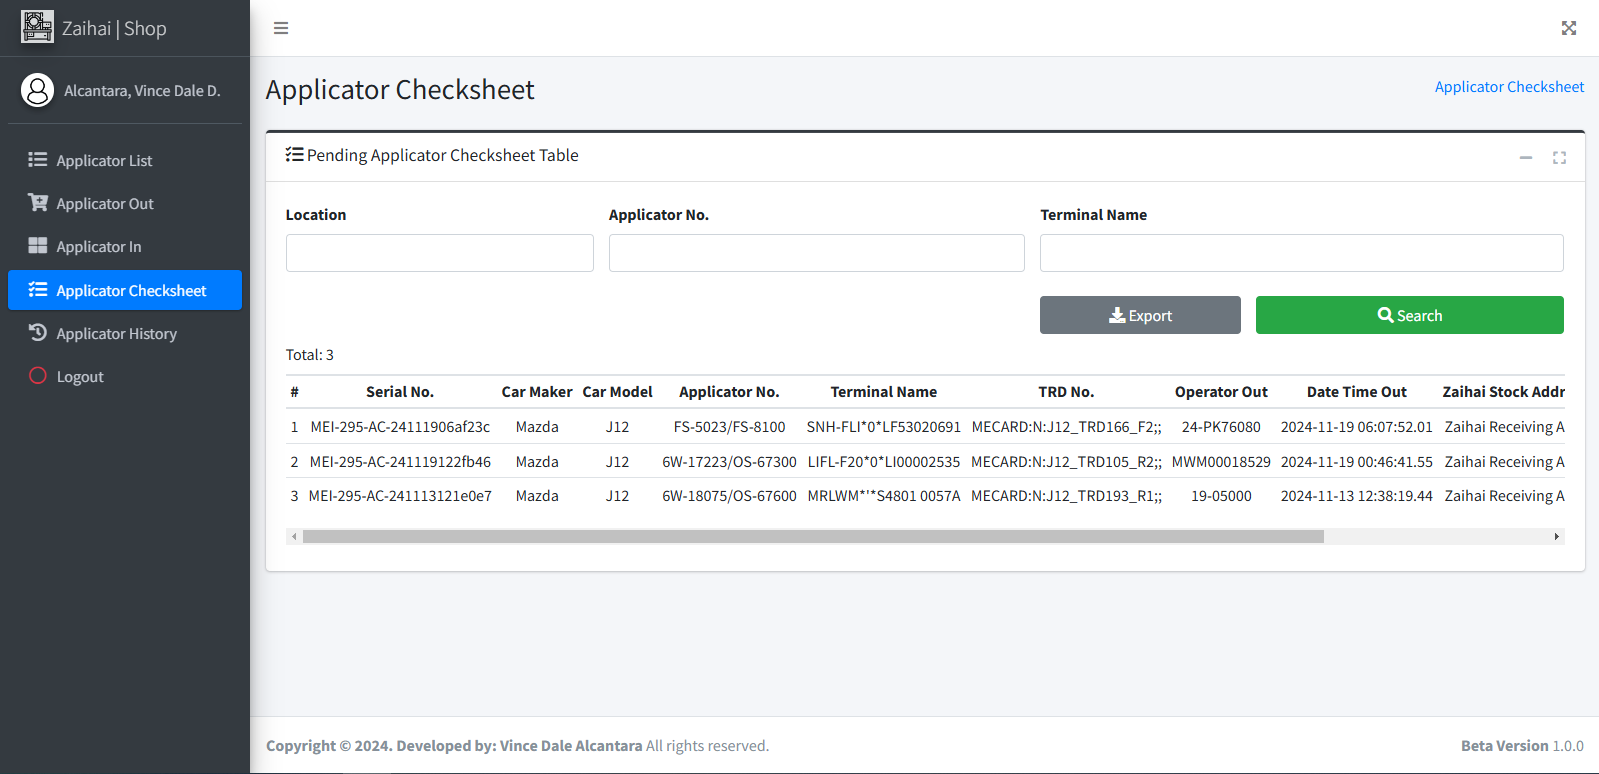 Zaihai | Shop
Alcantara, Vince Dale D.
Applicator List
Applicator Out
Applicator In
Applicator Checksheet
Applicator History
Logout
Applicator Checksheet
Applicator Checksheet
Pending Applicator Checksheet Table
Location Applicator No. Terminal Name
Export Search
Total: 3
# Serial No. Car Maker Car Model Applicator No. Terminal Name TRD No. Operator Out Date Time Out Zaihai Stock Addr
1 MEI-295-AC-24111906af23c Mazda J12 FS-5023/FS-8100 SNH-FLI*0*LF53020691 MECARD:N:J12_TRD166_F2;; 24-PK76080 2024-11-19 06:07:52.01 Zaihai Receiving A
2 MEI-295-AC-241119122fb46 Mazda J12 6W-17223/OS-67300 LIFL-F20*0*LI00002535 MECARD:N:J12_TRD105_R2;; MWM00018529 2024-11-19 00:46:41.55 Zaihai Receiving A
3 MEI-295-AC-241113121e0e7 Mazda J12 6W-18075/OS-67600 MRLWM*'*S4801 0057A MECARD:N:J12_TRD193_R1;; 19-05000 2024-11-13 12:38:19.44 Zaihai Receiving A
Copyright © 2024. Developed by: Vince Dale Alcantara All rights reserved.
Beta Version 1.0.0